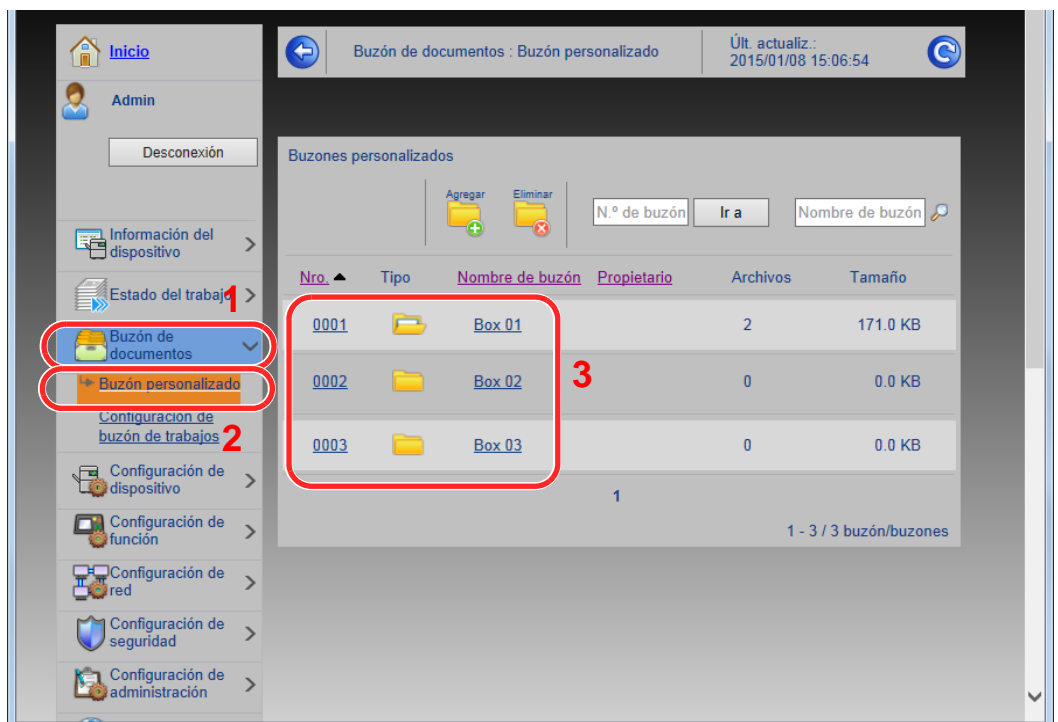 Inicio
Admin
Desconexión
Información del
dispositivo
Estado del trabajo
1
Buzón de
documentos
Buzón personalizado
Configuración de
buzón de trabajos
2
Configuración de
dispositivo
Configuración de
función
Configuración de
red
Configuración de
seguridad
Configuración de
administración
Buzón de documentos : Buzón personalizado
Últ. actualiz.:
2015/01/08 15:06:54
Buzones personalizados
Agregar Eliminar
N.º de buzón Ir a Nombre de buzón
Nro. Tipo Nombre de buzón Propietario Archivos Tamaño
0001 Box 01 2 171.0 KB
0002 Box 02 0 0.0 KB
3
0003 Box 03 0 0.0 KB
1
1 - 3 / 3 buzón/buzones